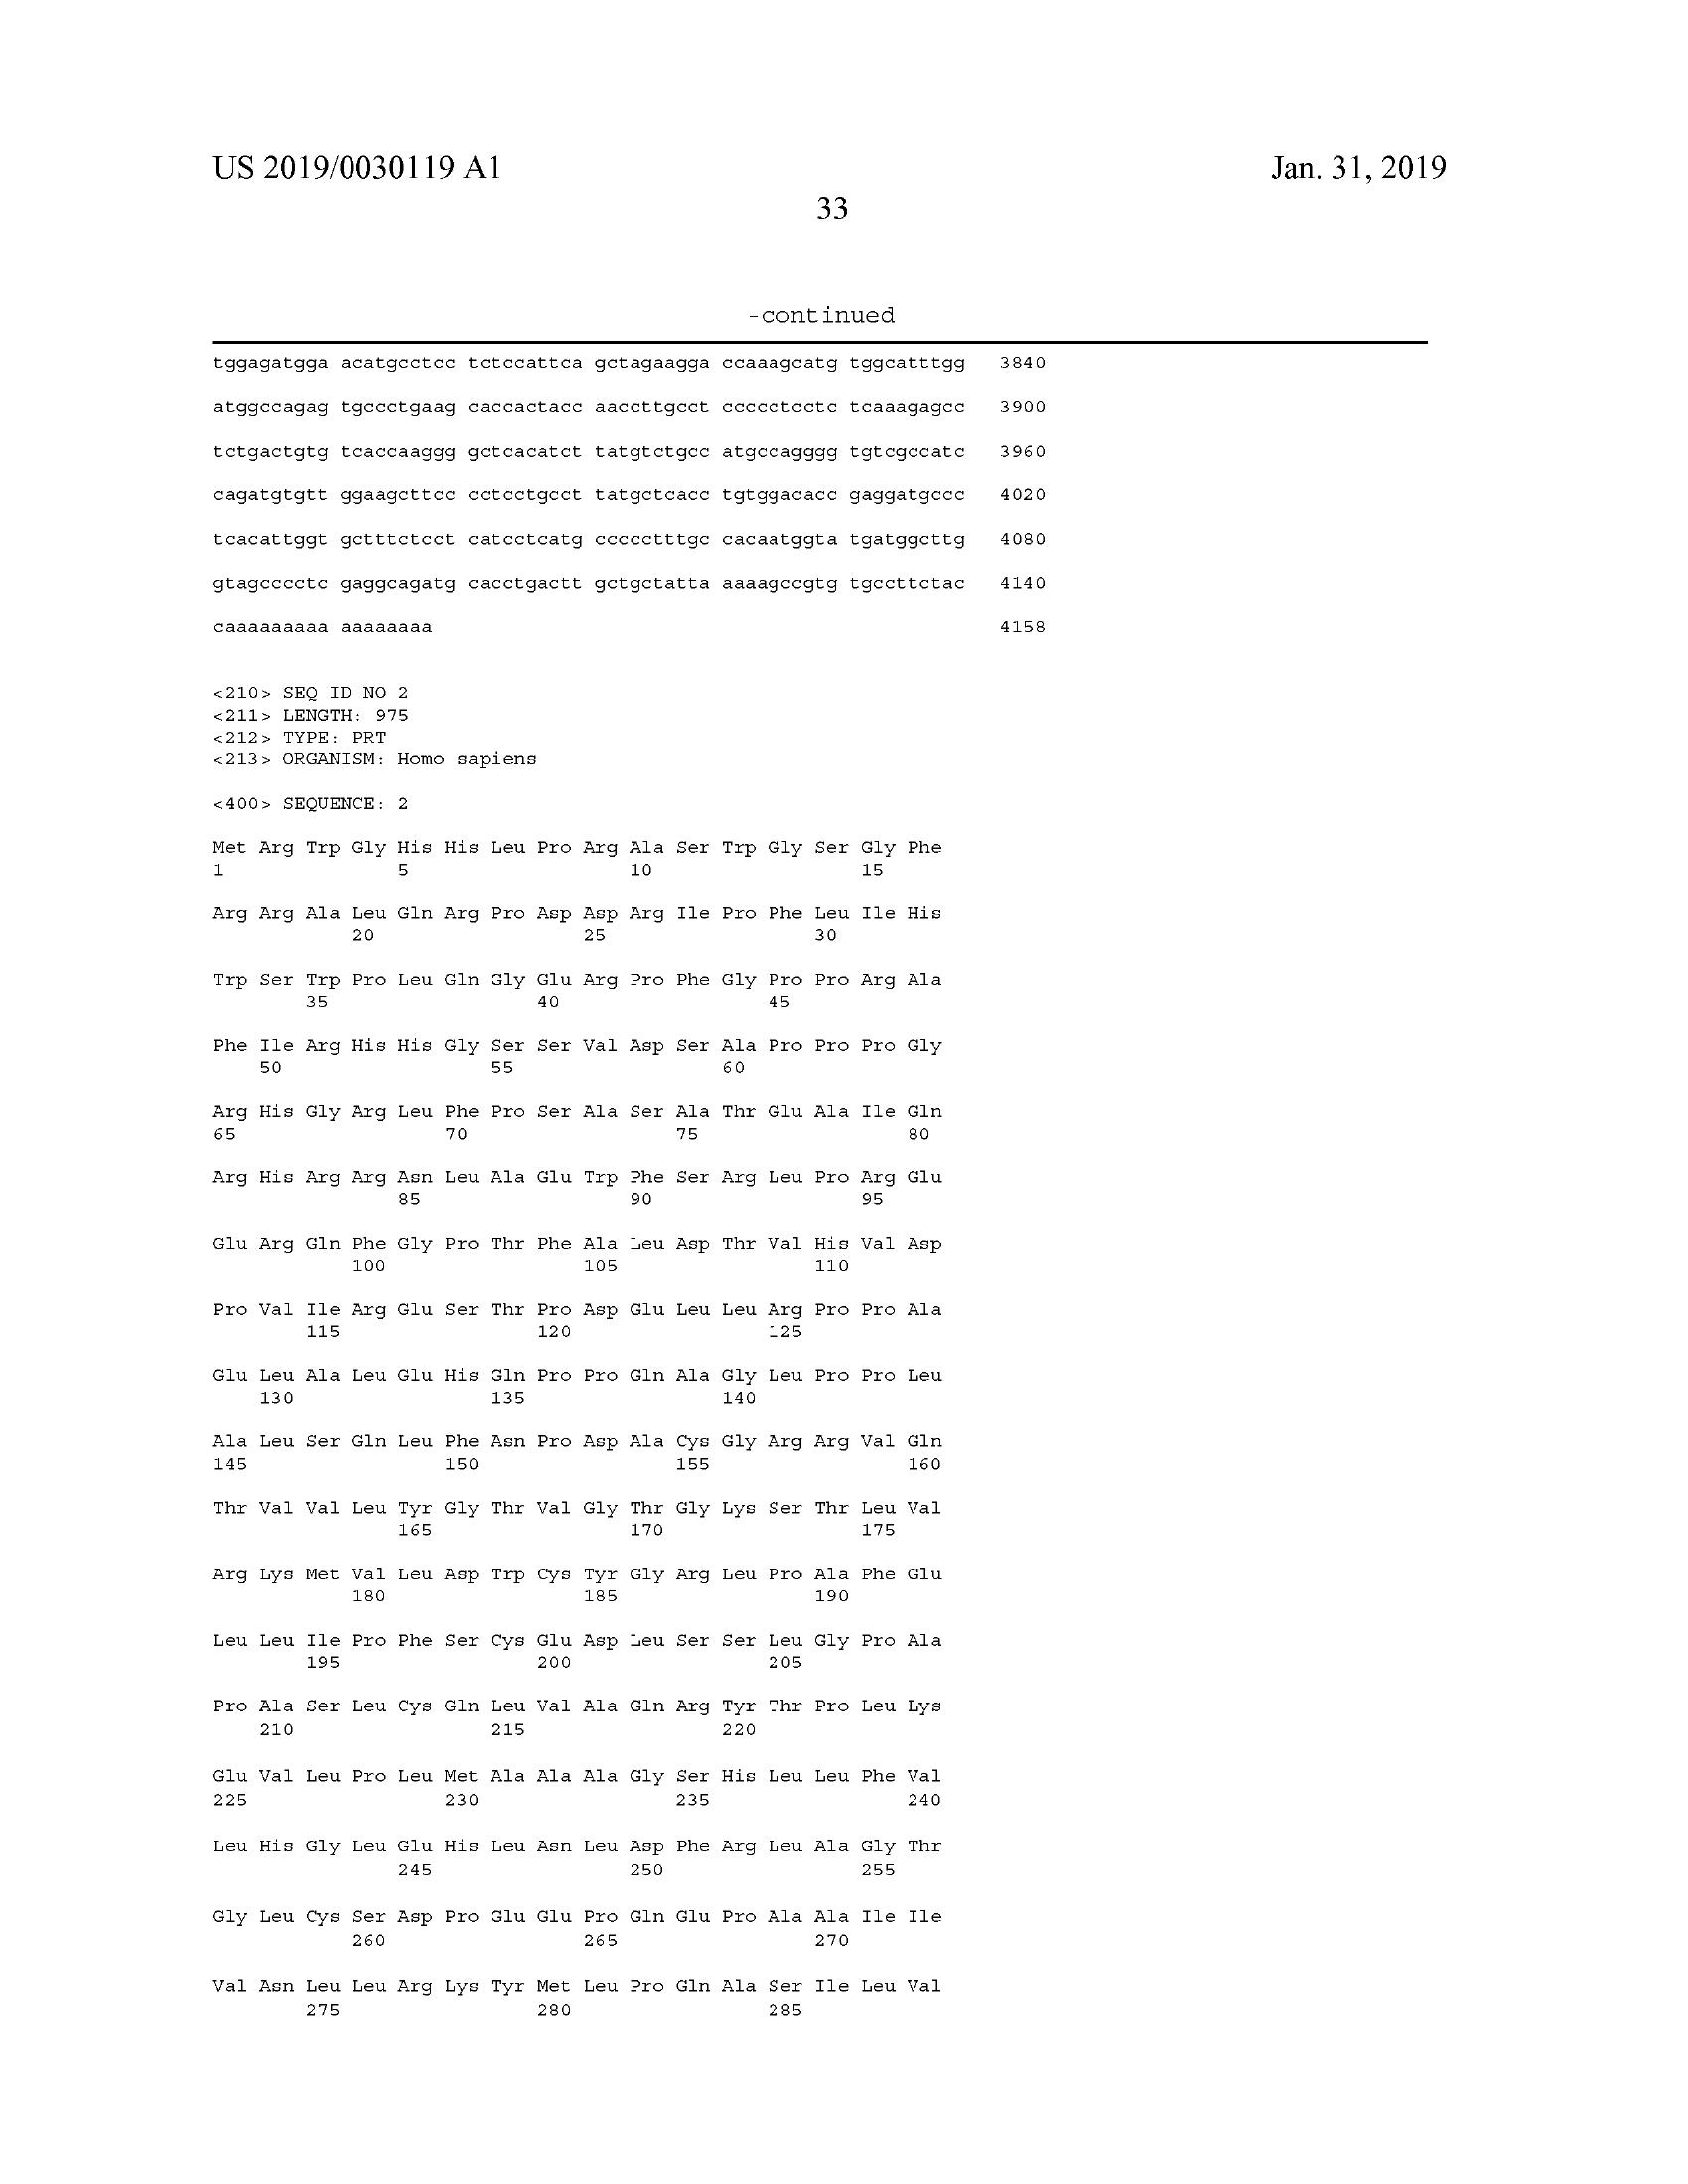 US 2019/0030119 A1 Jan. 31, 2019
33
-continued
tggagatgga acatgcctcc tctccattca gctagaagga ccaaagcatg tggcatttgg 3840
atggccagag tgccctgaag caccactacc aaccttgcct ccccctcctc tcaaagagcc 3900
tctgactgtg tcaccaaggg gctcacatct tatgtctgcc atgccagggg tgtcgccatc 3960
cagatgtgtt ggaagcttcc cctcctgcct tatgctcacc tgtggacacc gaggatgccc 4020
tcacattggt gctttctcct catcctcatg cccctttgcc cacaatggta tgatggcttg 4080
gtagcccctc gaggcagatg cacctgactt gctgctatta aaaagccgtg tgccttctac 4140
caaaaaaaaa aaaaaaaa 4158
<210> SEQ ID NO 2
<211> LENGTH: 975
<212> TYPE: PRT
<213> ORGANISM: Homo sapiens
<400> SEQUENCE: 2
Met Arg Trp Gly His His Leu Pro Arg Ala Ser Trp Gly Ser Gly Phe
1 5 10 15
Arg Arg Ala Leu Gln Arg Pro Asp Asp Arg Ile Pro Phe Leu Ile His
20 25 30
Trp Ser Trp Pro Leu Gln Gly Glu Arg Pro Phe Gly Pro Pro Arg Ala
35 40 45
Phe Ile Arg His His Gly Ser Ser Val Asp Ser Ala Pro Pro Pro Gly
50 55 60
Arg His Gly Arg Leu Phe Pro Ser Ala Ser Ala Thr Glu Ala Ile Gln
65 70 75 80
Arg His Arg Arg Asn Leu Ala Glu Trp Phe Ser Arg Leu Pro Arg Glu
85 90 95
Glu Arg Gln Phe Gly Pro Thr Phe Ala Leu Asp Thr Val His Val Asp
100 105 110
Pro Val Ile Arg Glu Ser Thr Pro Asp Glu Leu Leu Arg Pro Pro Ala
115 120 125
Glu Leu Ala Leu Glu His Gln Pro Pro Gln Ala Gly Leu Pro Pro Leu
130 135 140
Ala Leu Ser Gln Leu Phe Asn Pro Asp Ala Cys Gly Arg Arg Val Gln
145 150 155 160
Thr Val Val Leu Tyr Gly Thr Val Gly Thr Gly Lys Ser Thr Leu Val
165 170 175
Arg Lys Met Val Leu Asp Trp Cys Tyr Gly Arg Leu Pro Ala Phe Glu
180 185 190
Leu Leu Ile Pro Phe Ser Cys Glu Asp Leu Ser Ser Leu Gly Pro Ala
195 200 205
Pro Ala Ser Leu Cys Gln Leu Val Ala Gln Arg Tyr Thr Pro Leu Lys
210 215 220
Glu Val Leu Pro Leu Met Ala Ala Ala Gly Ser His Leu Leu Phe Val
225 230 235 240
Leu His Gly Leu Glu His Leu Asn Leu Asp Phe Arg Leu Ala Gly Thr
245 250 255
Gly Leu Cys Ser Asp Pro Glu Glu Pro Gln Glu Pro Ala Ala Ile Ile
260 265 270
Val Asn Leu Leu Arg Lys Tyr Met Leu Pro Gln Ala Ser Ile Leu Val
275 280 285